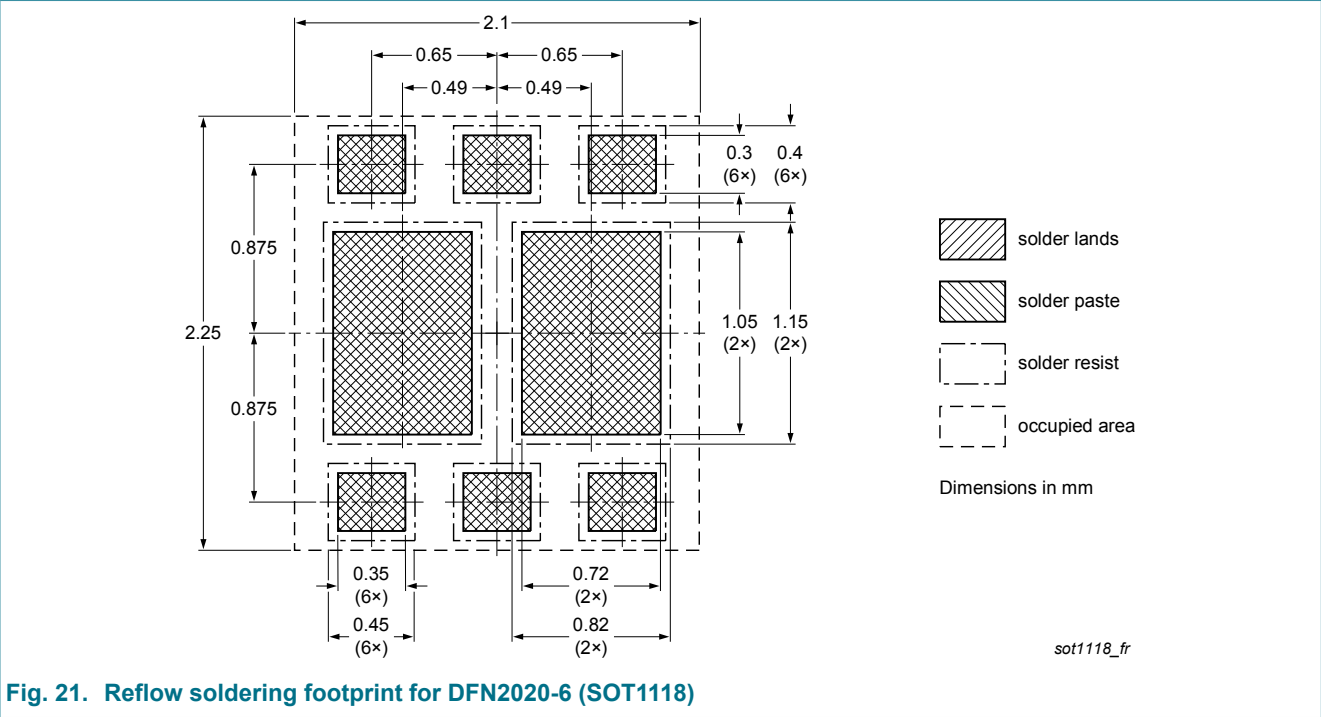 2.1
0.65 0.65
0.49 0.49
0.3 0.4
(6×) (6×)
0.875
solder lands
solder paste
2.25
1.05 1.15
(2×) (2×)
solder resist
0.875
occupied area
Dimensions in mm
0.35 0.72
(6×) (2×)
0.45 0.82
(6×) (2×)
sot1118_fr
Fig. 21. Reflow soldering footprint for DFN2020-6 (SOT1118)